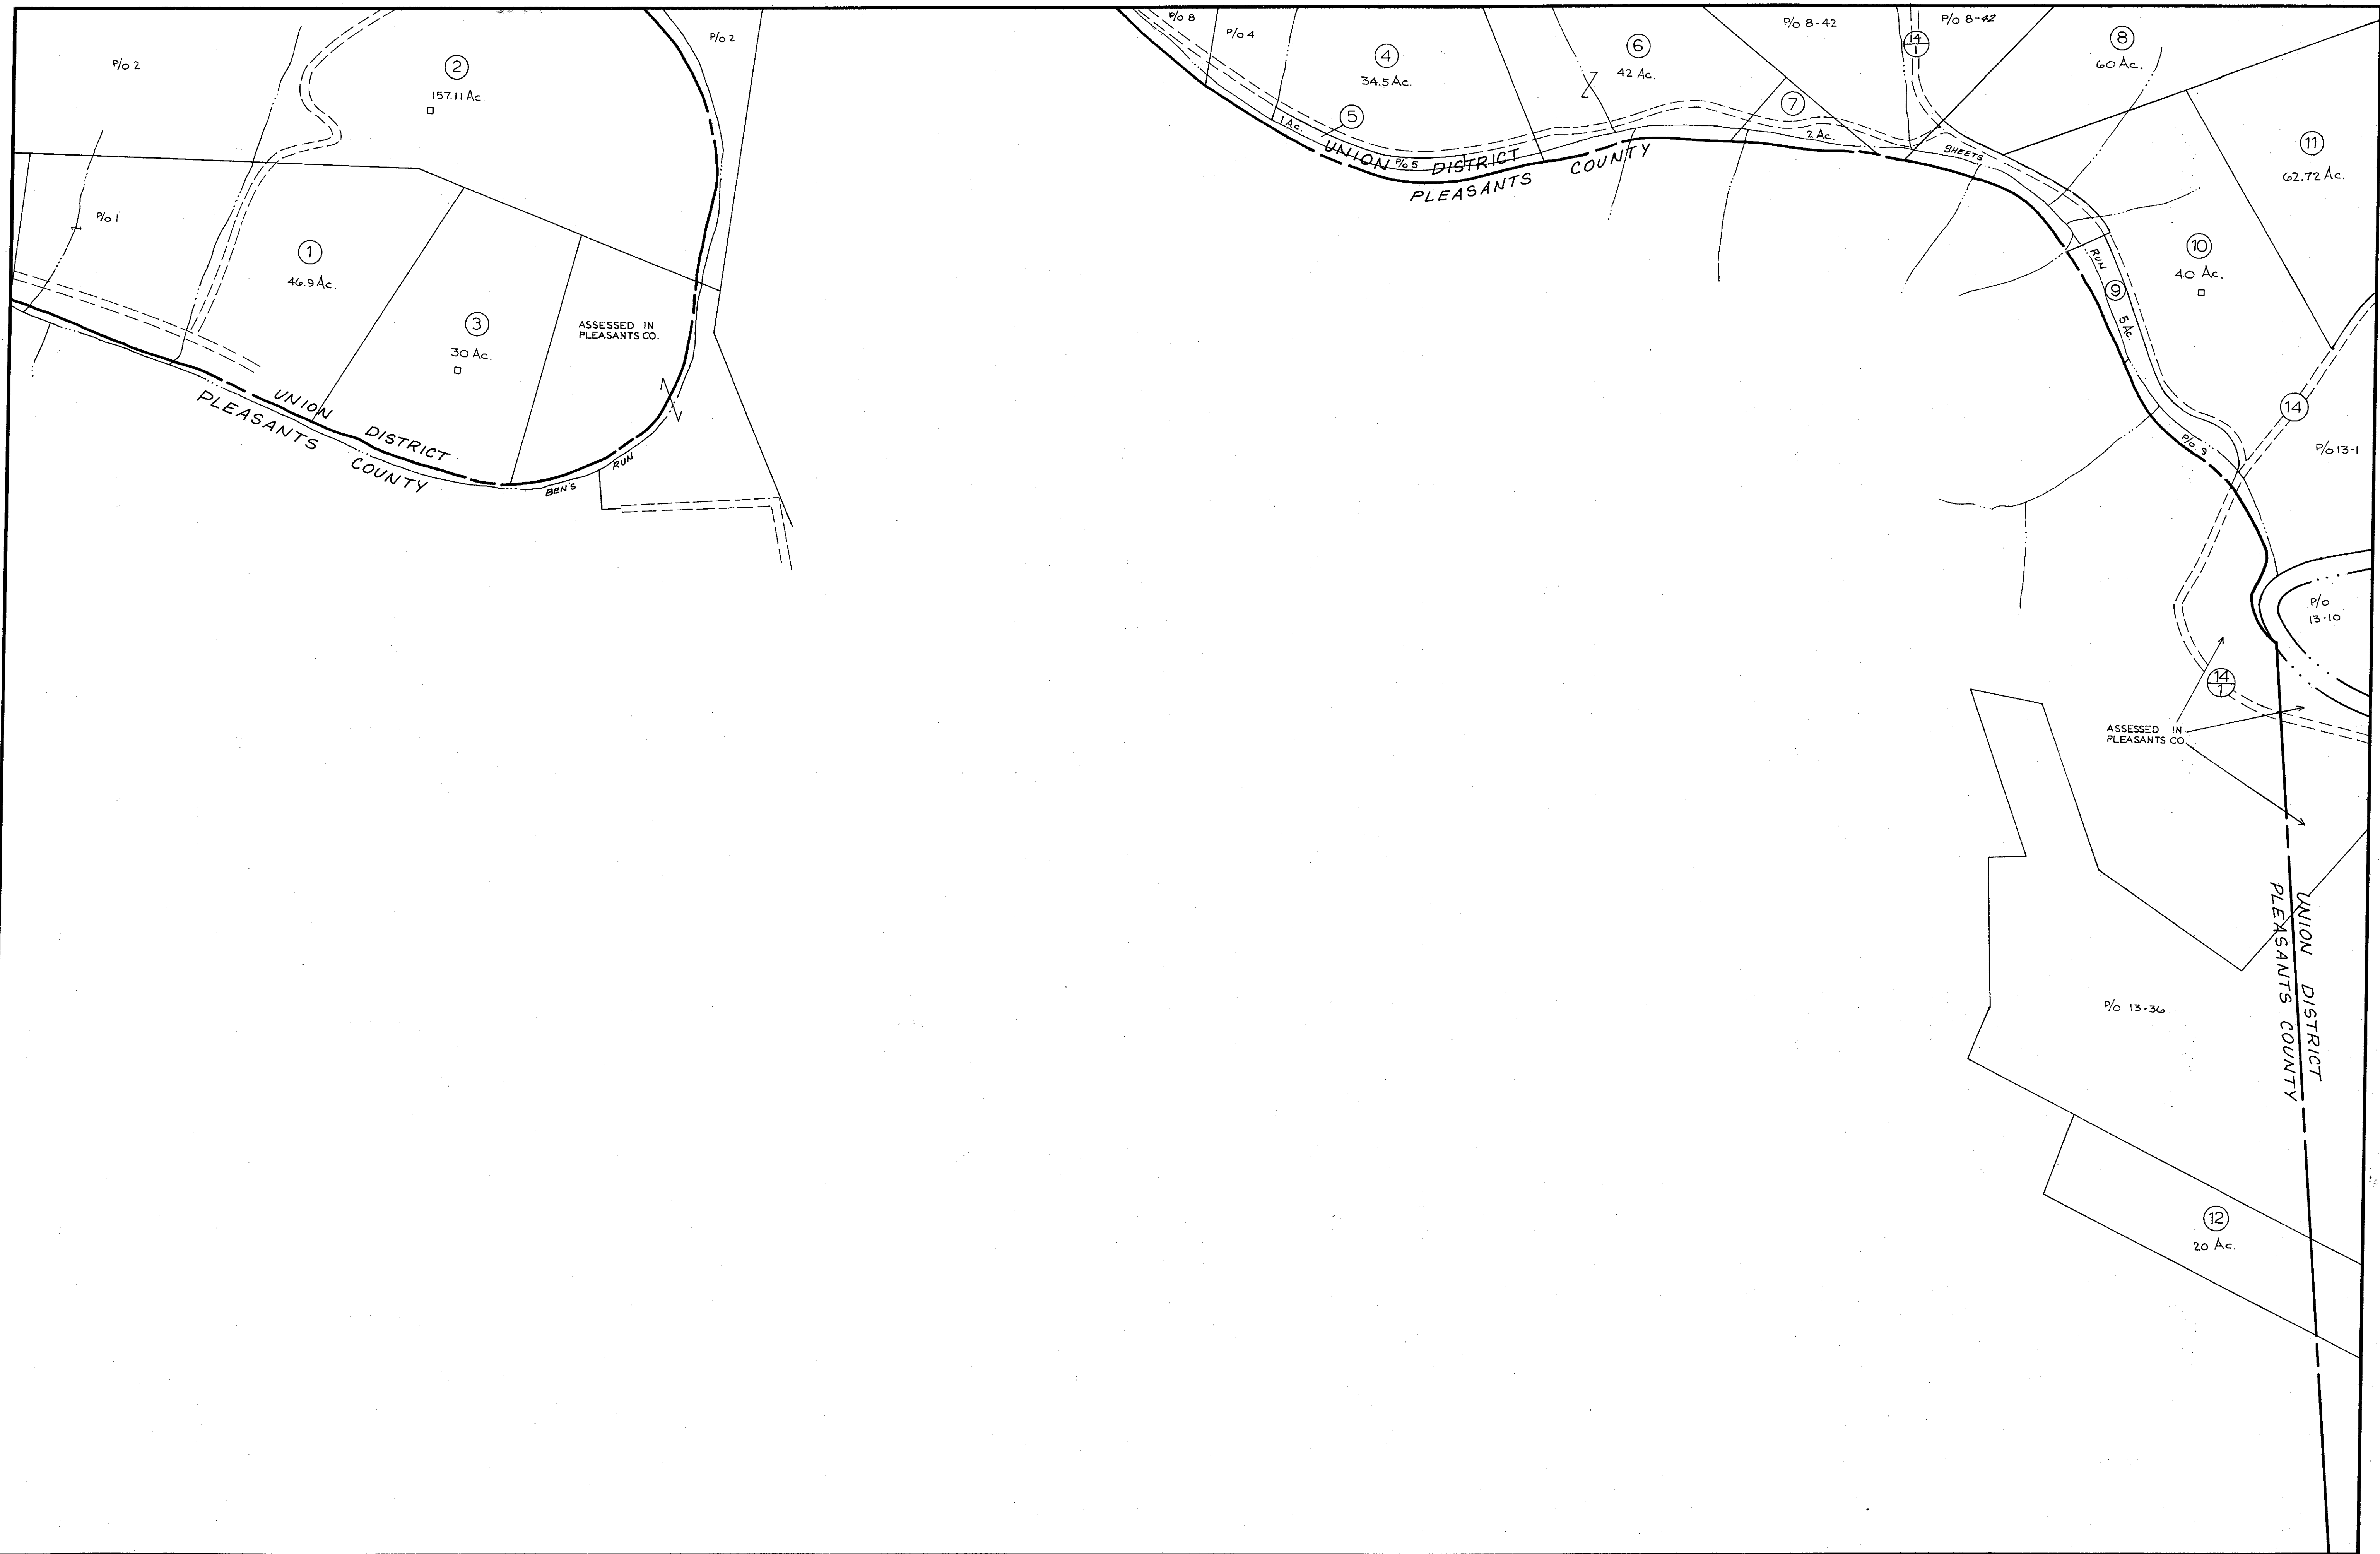 P/o 2
2
157.11 Ac.
P/o 2
P/o 1
1
46.9 Ac.
3
30 Ac.
ASSESSED IN
PLEASANTS CO.
UNION DISTRICT
PLEASANTS COUNTY
BEN'S RUN
P/o 8
P/o 4
4
34.5 Ac.
5
1 Ac.
P/o 5
UNION DISTRICT
PLEASANTS COUNTY
6
42 Ac.
P/o 8-42
7
2 Ac.
14
1
P/o 8-42
8
60 Ac.
SHEETS RUN
11
62.72 Ac.
10
40 Ac.
9
5 Ac.
P/o 9
14
P/o 13-1
P/o
13-10
14
1
ASSESSED IN
PLEASANTS CO.
UNION DISTRICT
PLEASANTS COUNTY
P/o 13-36
12
20 Ac.